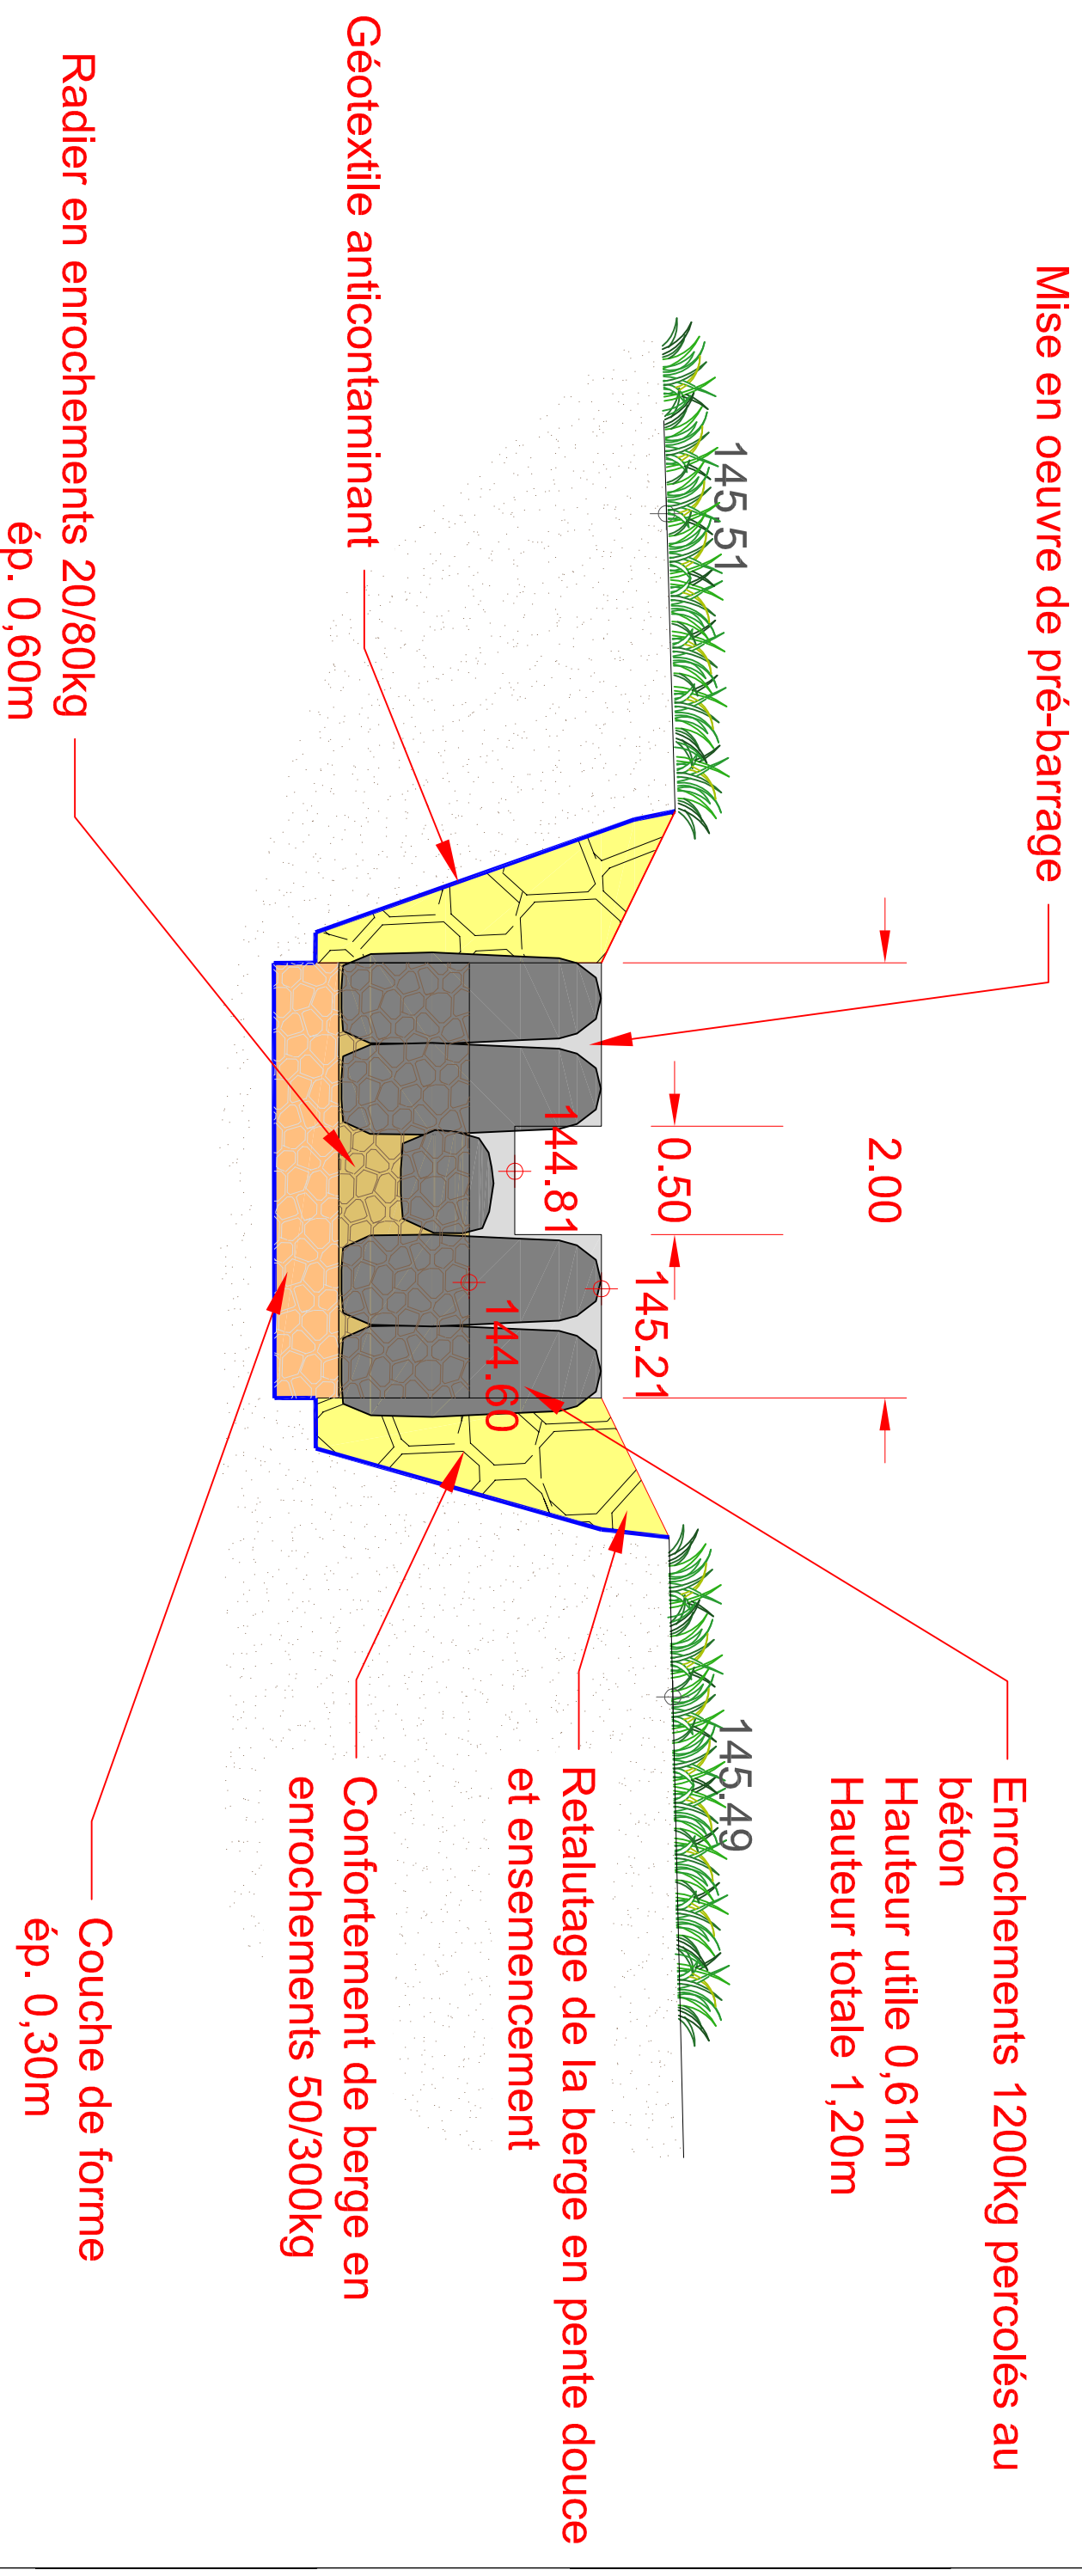 Mise en oeuvre de pré-barrage
Enrochements 1200kg percolés au
béton
Hauteur utile 0,61m
Hauteur totale 1,20m
2.00
145.51
145.49
0.50
145.21
144.81
144.60
Retalutage de la berge en pente douce
et ensemencement
Géotextile anticontaminant
Confortement de berge en
enrochements 50/300kg
Radier en enrochements 20/80kg
ép. 0,60m
Couche de forme
ép. 0,30m